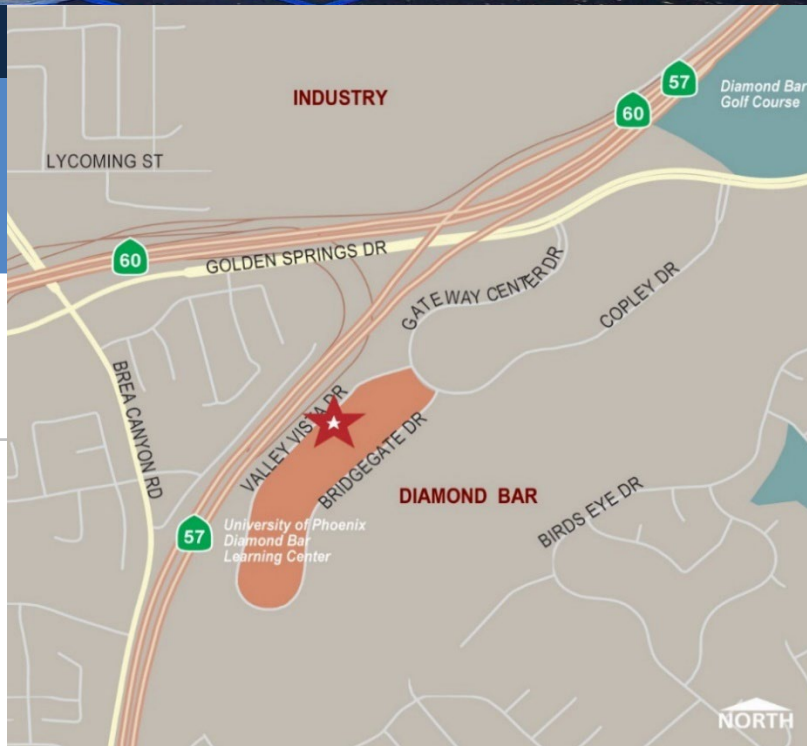 57
Diamond Bar
Golf Course
INDUSTRY
60
LYCOMING ST
60
GOLDEN SPRINGS DR
GATEWAY CENTER DR
COPLEY DR
BREA CANYON RD
VALLEY VISTA DR
BRIDGEGATE DR
DIAMOND BAR
BIRDS EYE DR
57
University of Phoenix
Diamond Bar
Learning Center
NORTH